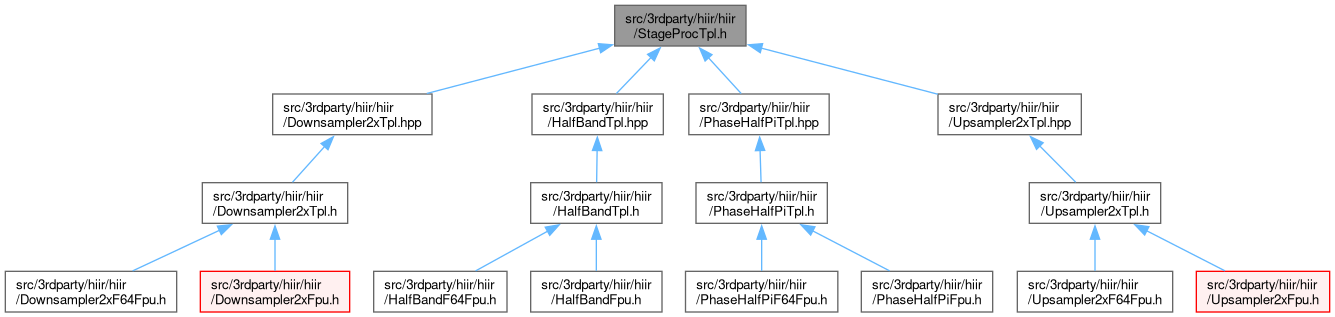 src/3rdparty/hiir/hiir
/StageProcTpl.h
src/3rdparty/hiir/hiir
/Downsampler2xTpl.hpp
src/3rdparty/hiir/hiir
/HalfBandTpl.hpp
src/3rdparty/hiir/hiir
/PhaseHalfPiTpl.hpp
src/3rdparty/hiir/hiir
/Upsampler2xTpl.hpp
src/3rdparty/hiir/hiir
/Downsampler2xTpl.h
src/3rdparty/hiir/hiir
/HalfBandTpl.h
src/3rdparty/hiir/hiir
/PhaseHalfPiTpl.h
src/3rdparty/hiir/hiir
/Upsampler2xTpl.h
src/3rdparty/hiir/hiir
/Downsampler2xF64Fpu.h
src/3rdparty/hiir/hiir
/Downsampler2xFpu.h
src/3rdparty/hiir/hiir
/HalfBandF64Fpu.h
src/3rdparty/hiir/hiir
/HalfBandFpu.h
src/3rdparty/hiir/hiir
/PhaseHalfPiF64Fpu.h
src/3rdparty/hiir/hiir
/PhaseHalfPiFpu.h
src/3rdparty/hiir/hiir
/Upsampler2xF64Fpu.h
src/3rdparty/hiir/hiir
/Upsampler2xFpu.h